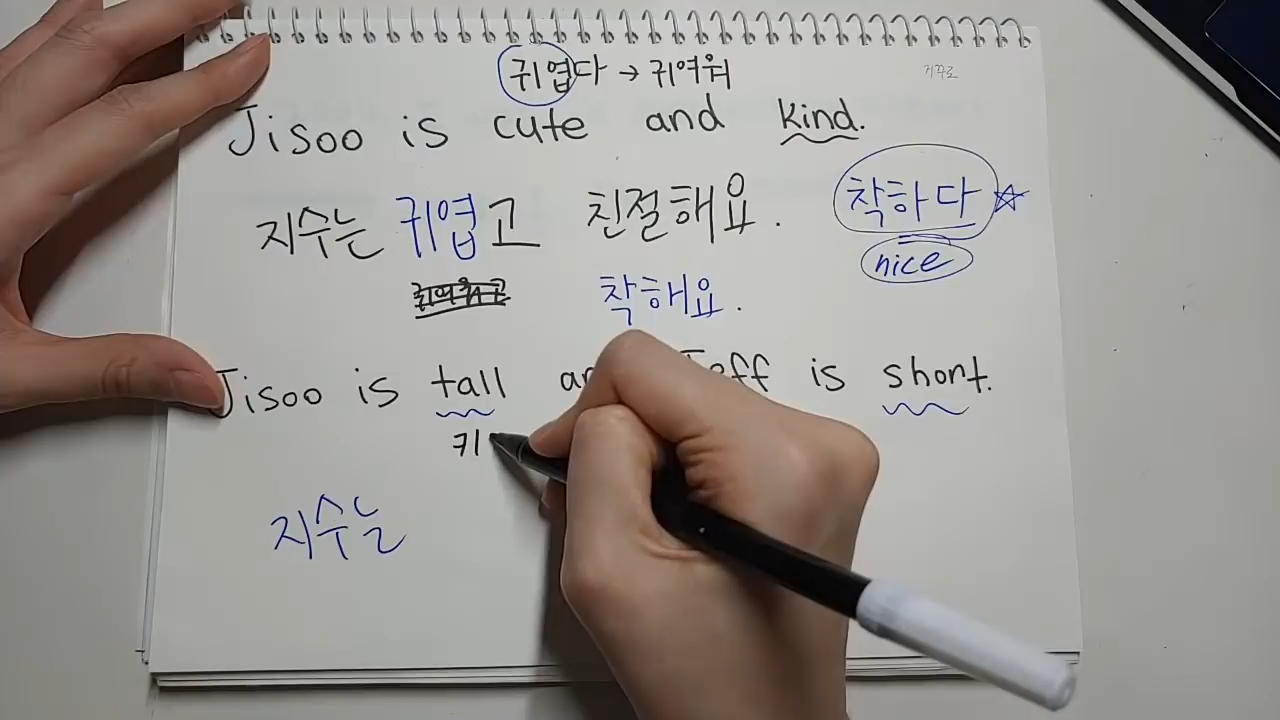 귀엽다 → 귀여워
Jisoo is cute and kind.
지수는 귀엽고 친절해요. 착하다 ☆
nice
착해요.
Jisoo is tall Jeff is short.
키
지수는